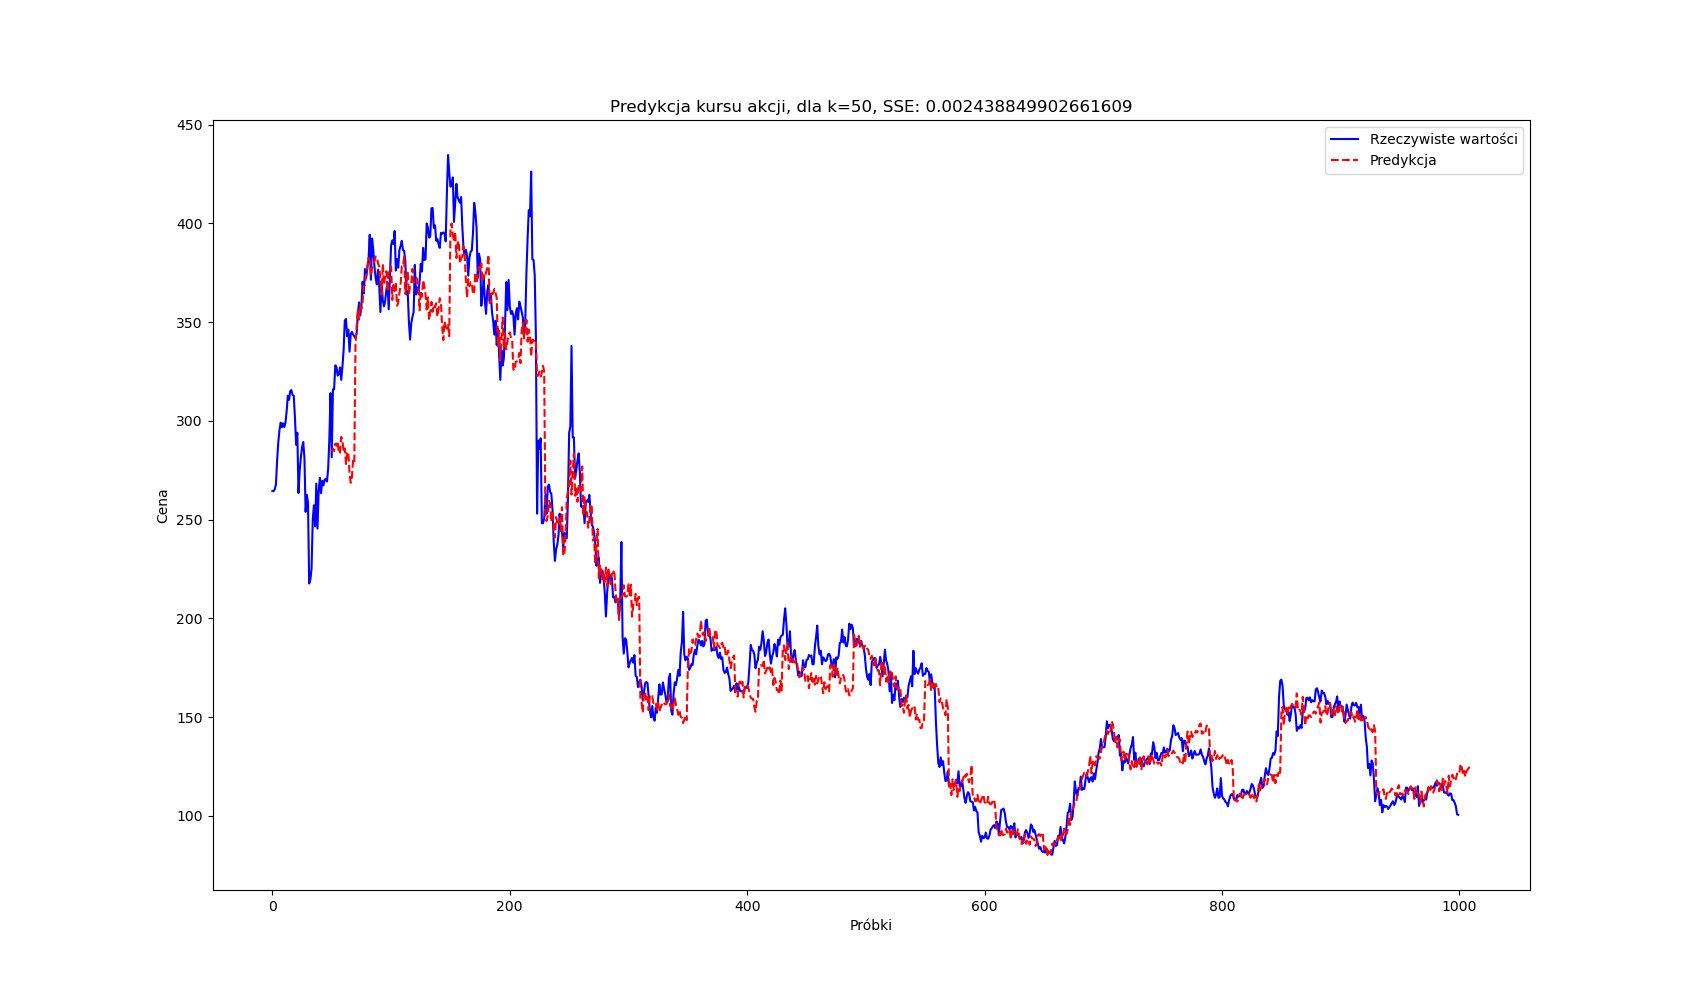 Predykcja kursu akcji, dla k=50, SSE: 0.002438849902661609
Rzeczywiste wartości
Predykcja
450
400
350
300
250
200
150
100
Cena
0 200 400 600 800 1000
Próbki